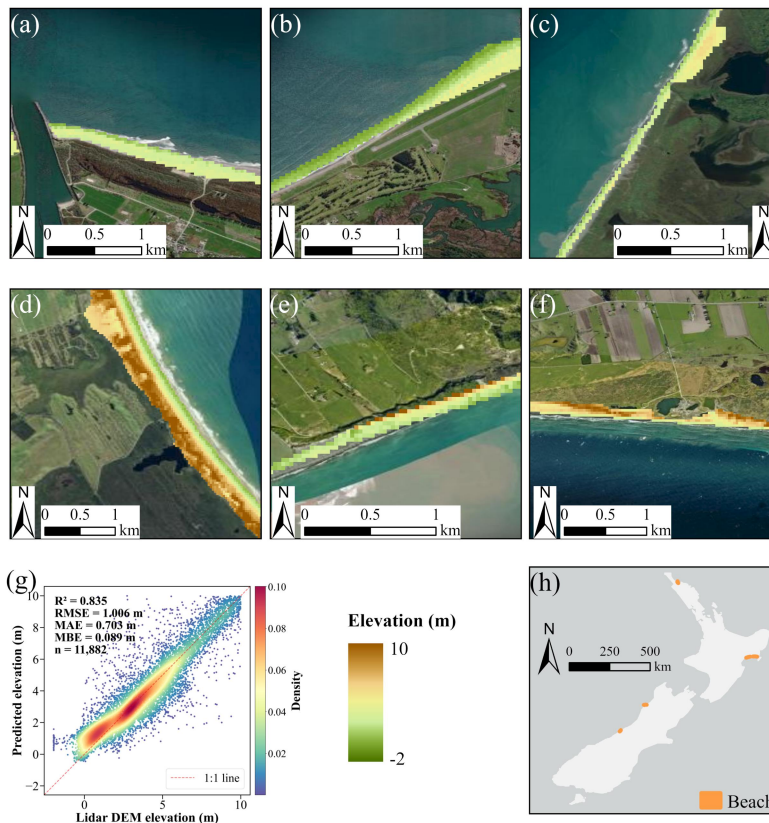 (a)
N
0 0.5 1
km
(b)
N
0 0.5 1
km
(c)
0 0.5 1
km
N
(d)
N
0 0.5 1
km
(e)
N
0 0.5 1
km
(f)
N
0 0.5 1
km
(g)
R² = 0.835
RMSE = 1.006 m
MAE = 0.703 m
MBE = 0.089 m
n = 11,882
10
8
6
4
2
0
−2
0 5 10
Predicted elevation (m)
Lidar DEM elevation (m)
1:1 line
0.10
0.08
0.06
0.04
0.02
Density
Elevation (m)
10
-2
(h)
N
0 250 500
km
Beach